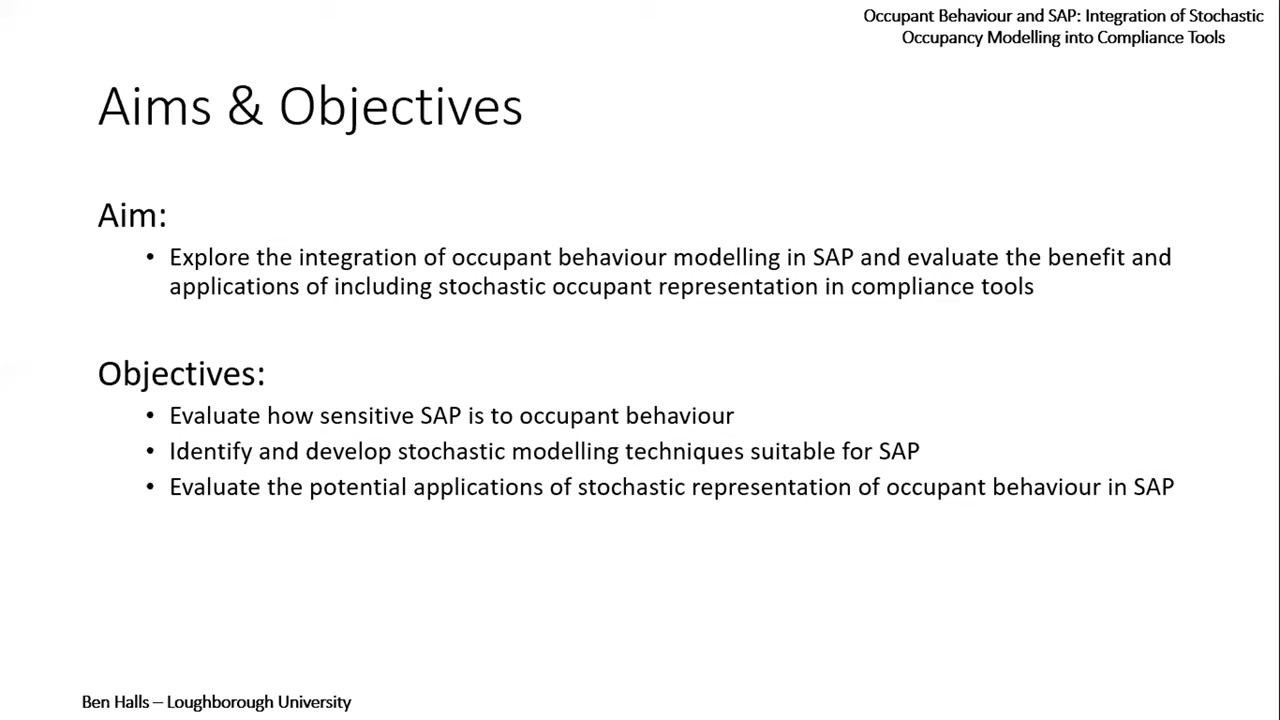 Occupant Behaviour and SAP: Integration of Stochastic
Occupancy Modelling into Compliance Tools
Aims & Objectives
Aim:
• Explore the integration of occupant behaviour modelling in SAP and evaluate the benefit and
applications of including stochastic occupant representation in compliance tools
Objectives:
• Evaluate how sensitive SAP is to occupant behaviour
• Identify and develop stochastic modelling techniques suitable for SAP
• Evaluate the potential applications of stochastic representation of occupant behaviour in SAP
Ben Halls – Loughborough University